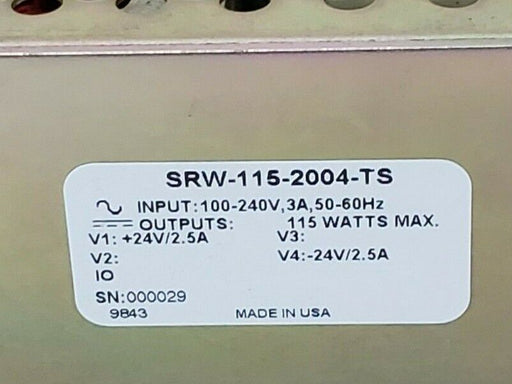 SRW-115-2004-TS
INPUT:100-240V,3A,50-60Hz
OUTPUTS: 115 WATTS MAX.
V1: +24V/2.5A V3:
V2: V4:-24V/2.5A
IO
SN:000029
9843 MADE IN USA